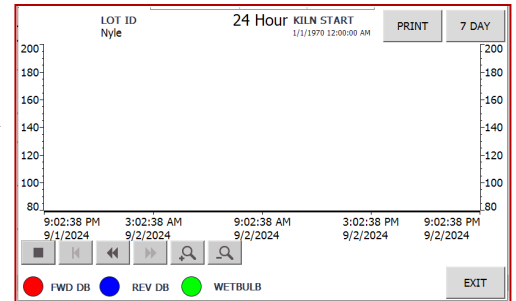 LOT ID 24 Hour KILN START PRINT 7 DAY
Nyle 1/1/1970 12:00:00 AM
200 200
180 180
160 160
140 140
120 120
100 100
80 80
9:02:38 PM 3:02:38 AM 9:02:38 AM 3:02:38 PM 9:02:38 PM
9/1/2024 9/2/2024 9/2/2024 9/2/2024 9/2/2024
FWD DB REV DB WETBULB EXIT